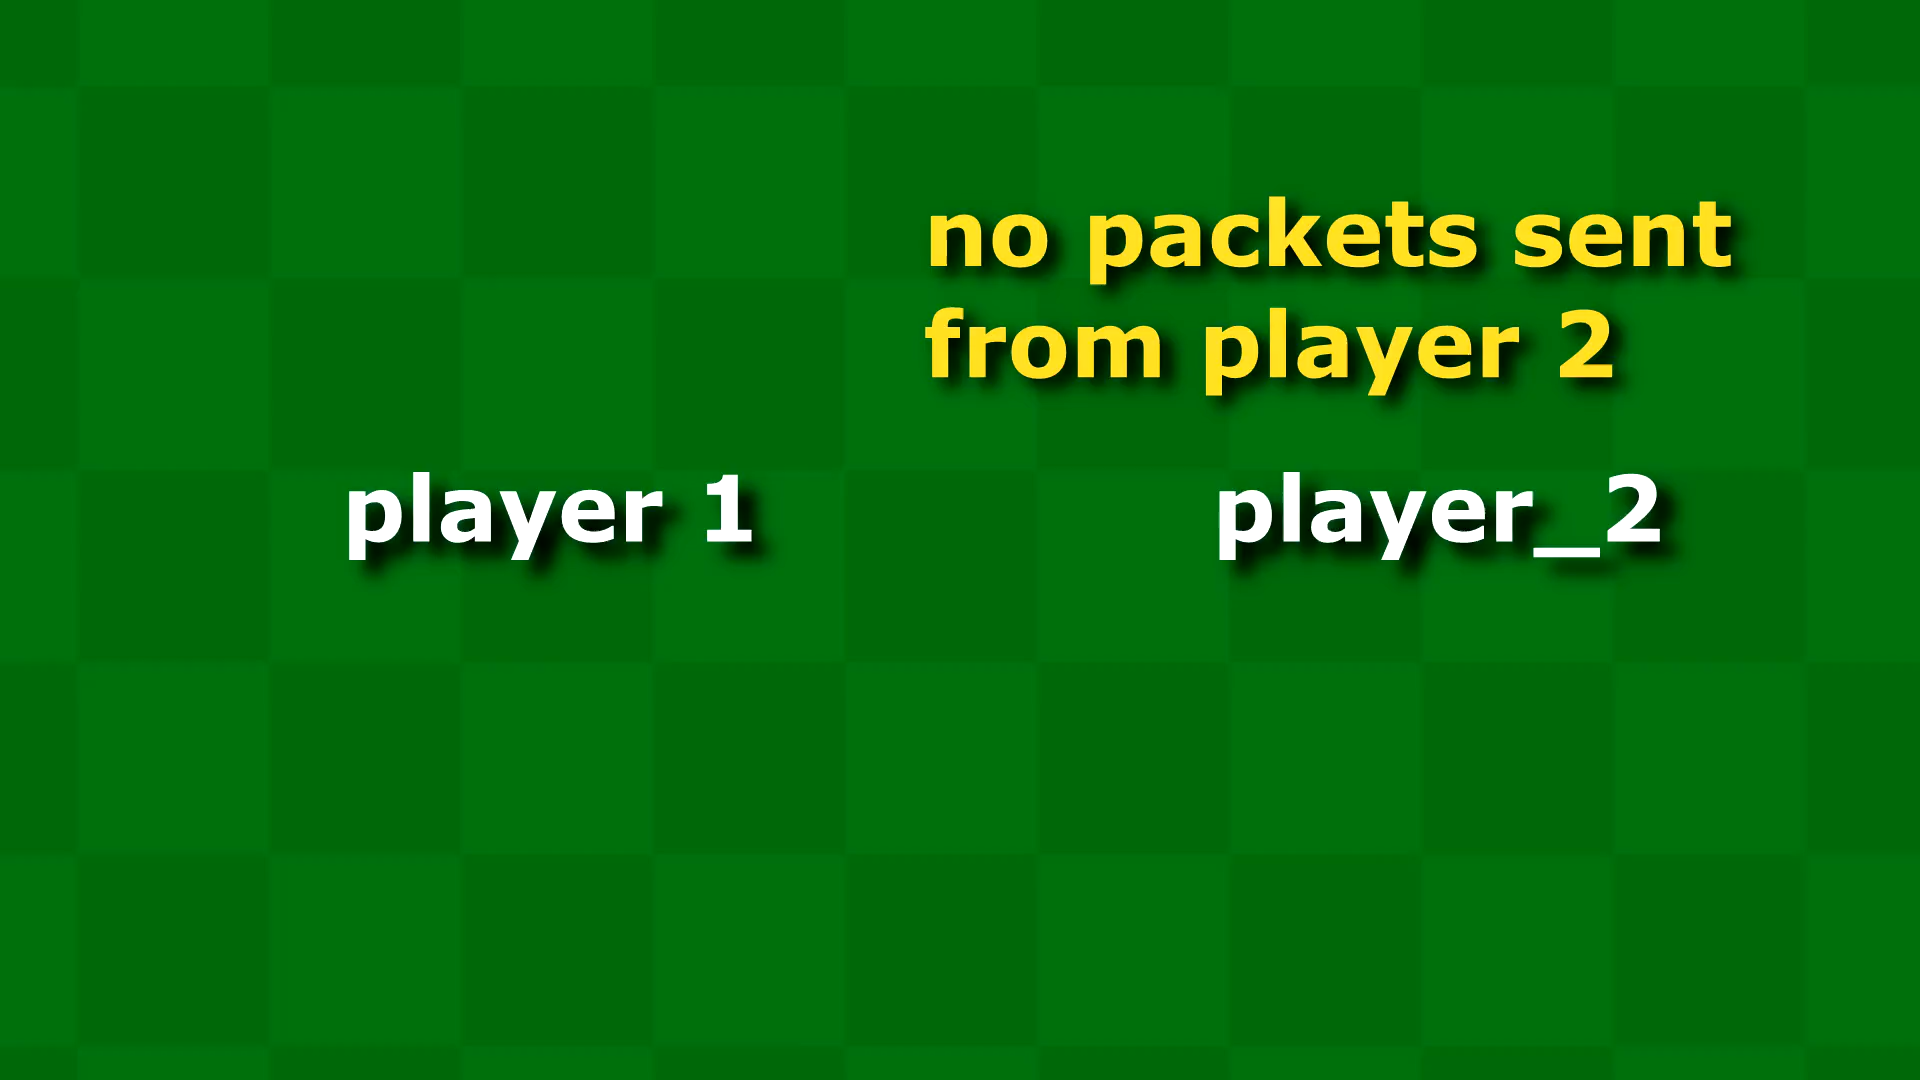 no packets sent
from player 2
player 1
player_2